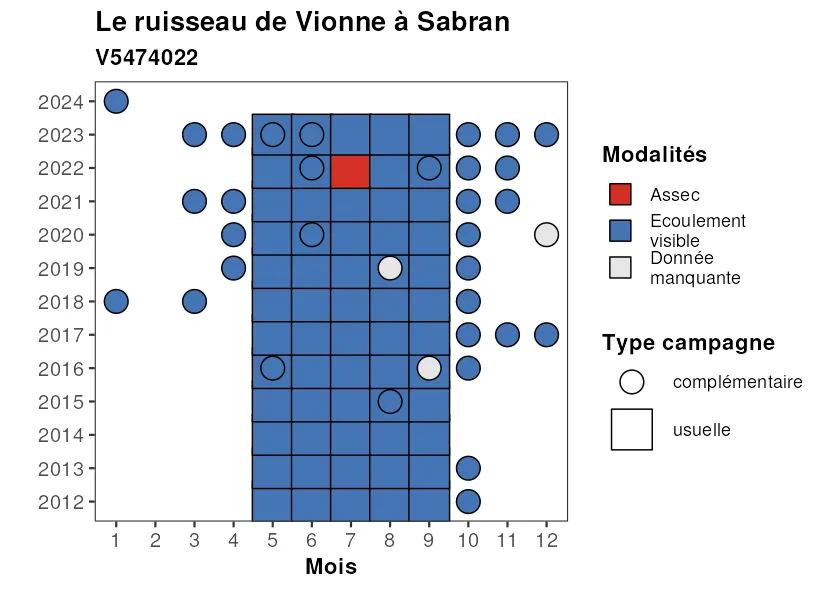 Le ruisseau de Vionne à Sabran
V5474022
2024
2023
2022
2021
2020
2019
2018
2017
2016
2015
2014
2013
2012
1 2 3 4 5 6 7 8 9 10 11 12
Mois
Modalités
Assec
Ecoulement
visible
Donnée
manquante
Type campagne
complémentaire
usuelle